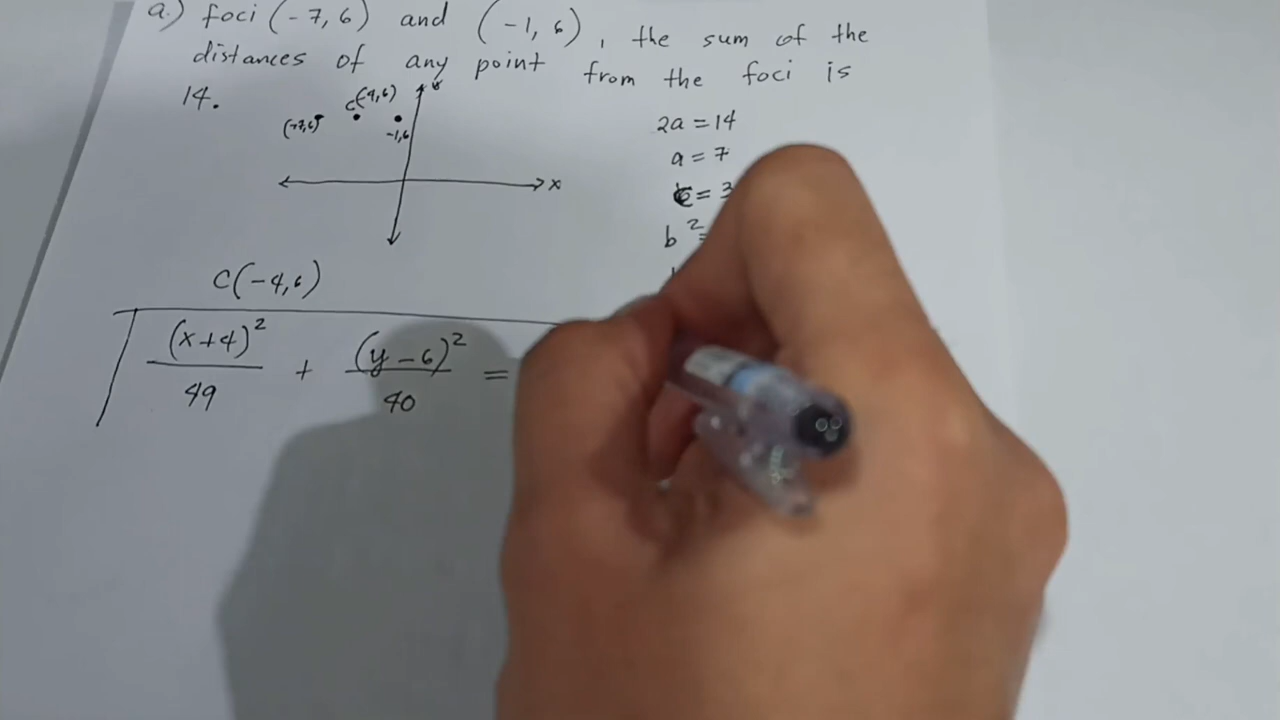 a.) foci (-7,6) and (-1,6), the sum of the
distances of any point from the foci is
14.
C(-4,6)
(-7,6)
-1,6
x
2a = 14
a = 7
c = 3
b² =
C(-4,6)
(x+4)² / 49 + (y-6)² / 40 =